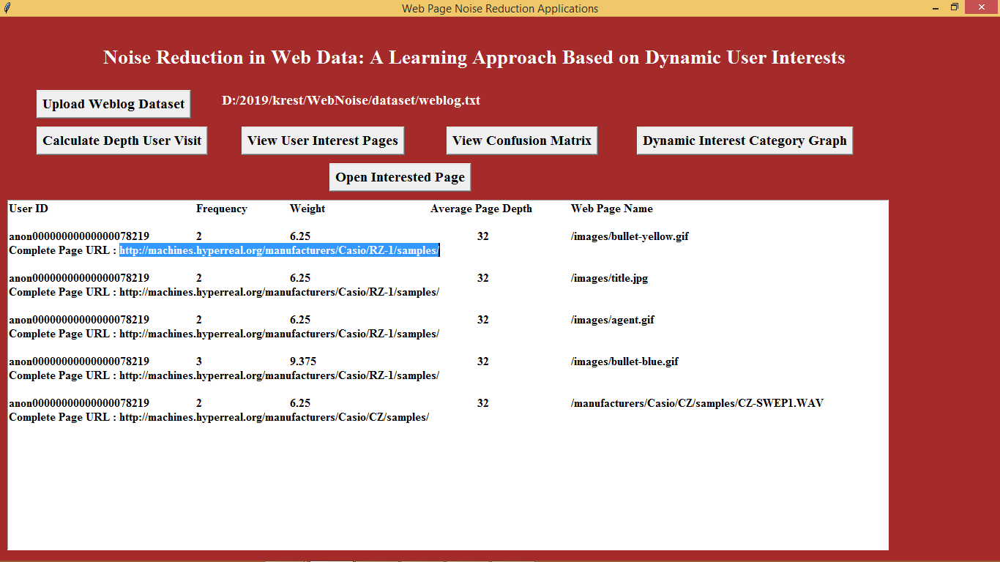 Web Page Noise Reduction Applications
Noise Reduction in Web Data: A Learning Approach Based on Dynamic User Interests
Upload Weblog Dataset D:/2019/krest/WebNoise/dataset/weblog.txt
Calculate Depth User Visit View User Interest Pages View Confusion Matrix Dynamic Interest Category Graph
Open Interested Page
User ID Frequency Weight Average Page Depth Web Page Name
anon00000000000000078219 2 6.25 32 /images/bullet-yellow.gif
Complete Page URL : http://machines.hyperreal.org/manufacturers/Casio/RZ-1/samples/
anon00000000000000078219 2 6.25 32 /images/title.jpg
Complete Page URL : http://machines.hyperreal.org/manufacturers/Casio/RZ-1/samples/
anon00000000000000078219 2 6.25 32 /images/agent.gif
Complete Page URL : http://machines.hyperreal.org/manufacturers/Casio/RZ-1/samples/
anon00000000000000078219 3 9.375 32 /images/bullet-blue.gif
Complete Page URL : http://machines.hyperreal.org/manufacturers/Casio/RZ-1/samples/
anon00000000000000078219 2 6.25 32 /manufacturers/Casio/CZ/samples/CZ-SWEP1.WAV
Complete Page URL : http://machines.hyperreal.org/manufacturers/Casio/CZ/samples/